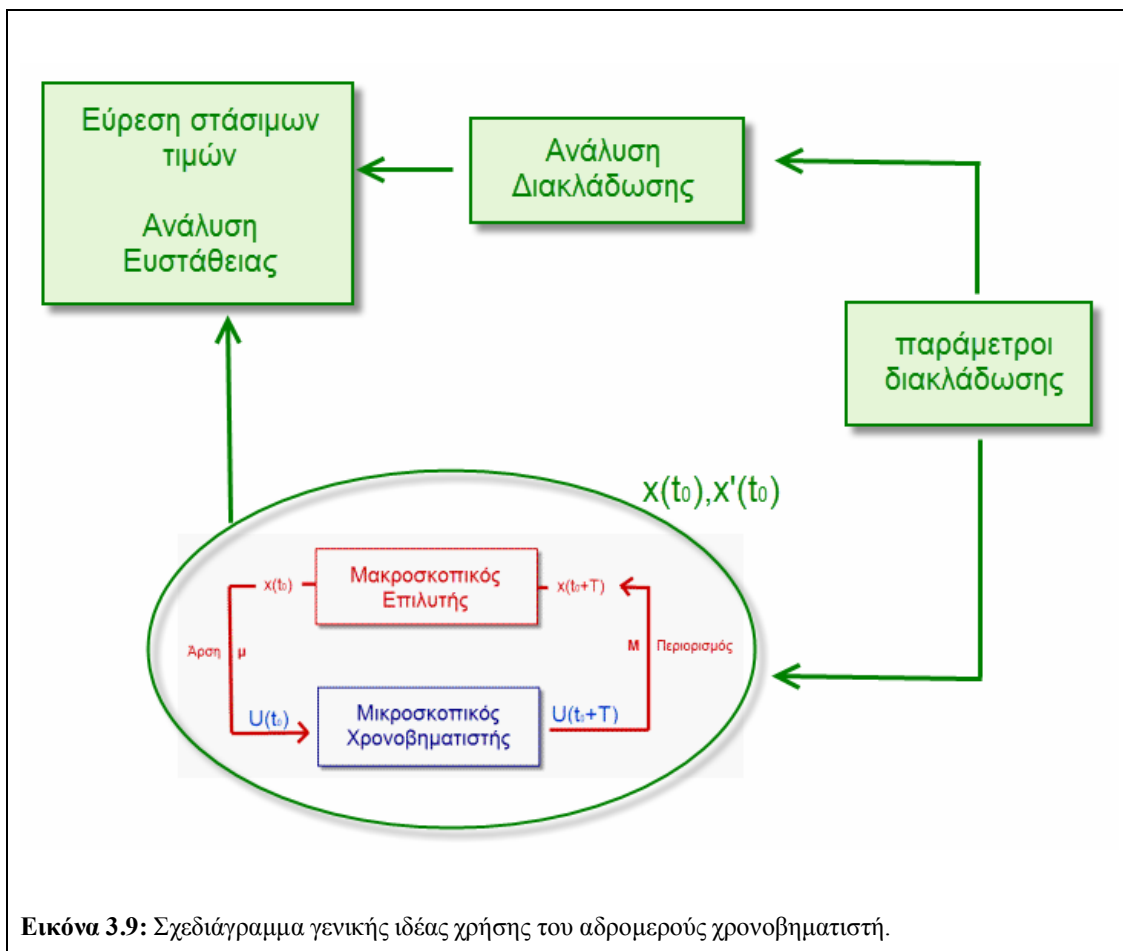 Εύρεση στάσιμων
τιμών
Ανάλυση
Ευστάθειας
Ανάλυση
Διακλάδωσης
παράμετροι
διακλάδωσης
x(t₀),x'(t₀)
x(t₀)
Μακροσκοπικός
Επιλυτής
x(t₀+T)
Άρση
μ
M
Περιορισμός
U(t₀)
Μικροσκοπικός
Χρονοβηματιστής
U(t₀+T)
Εικόνα 3.9: Σχεδιάγραμμα γενικής ιδέας χρήσης του αδρομερούς χρονοβηματιστή.